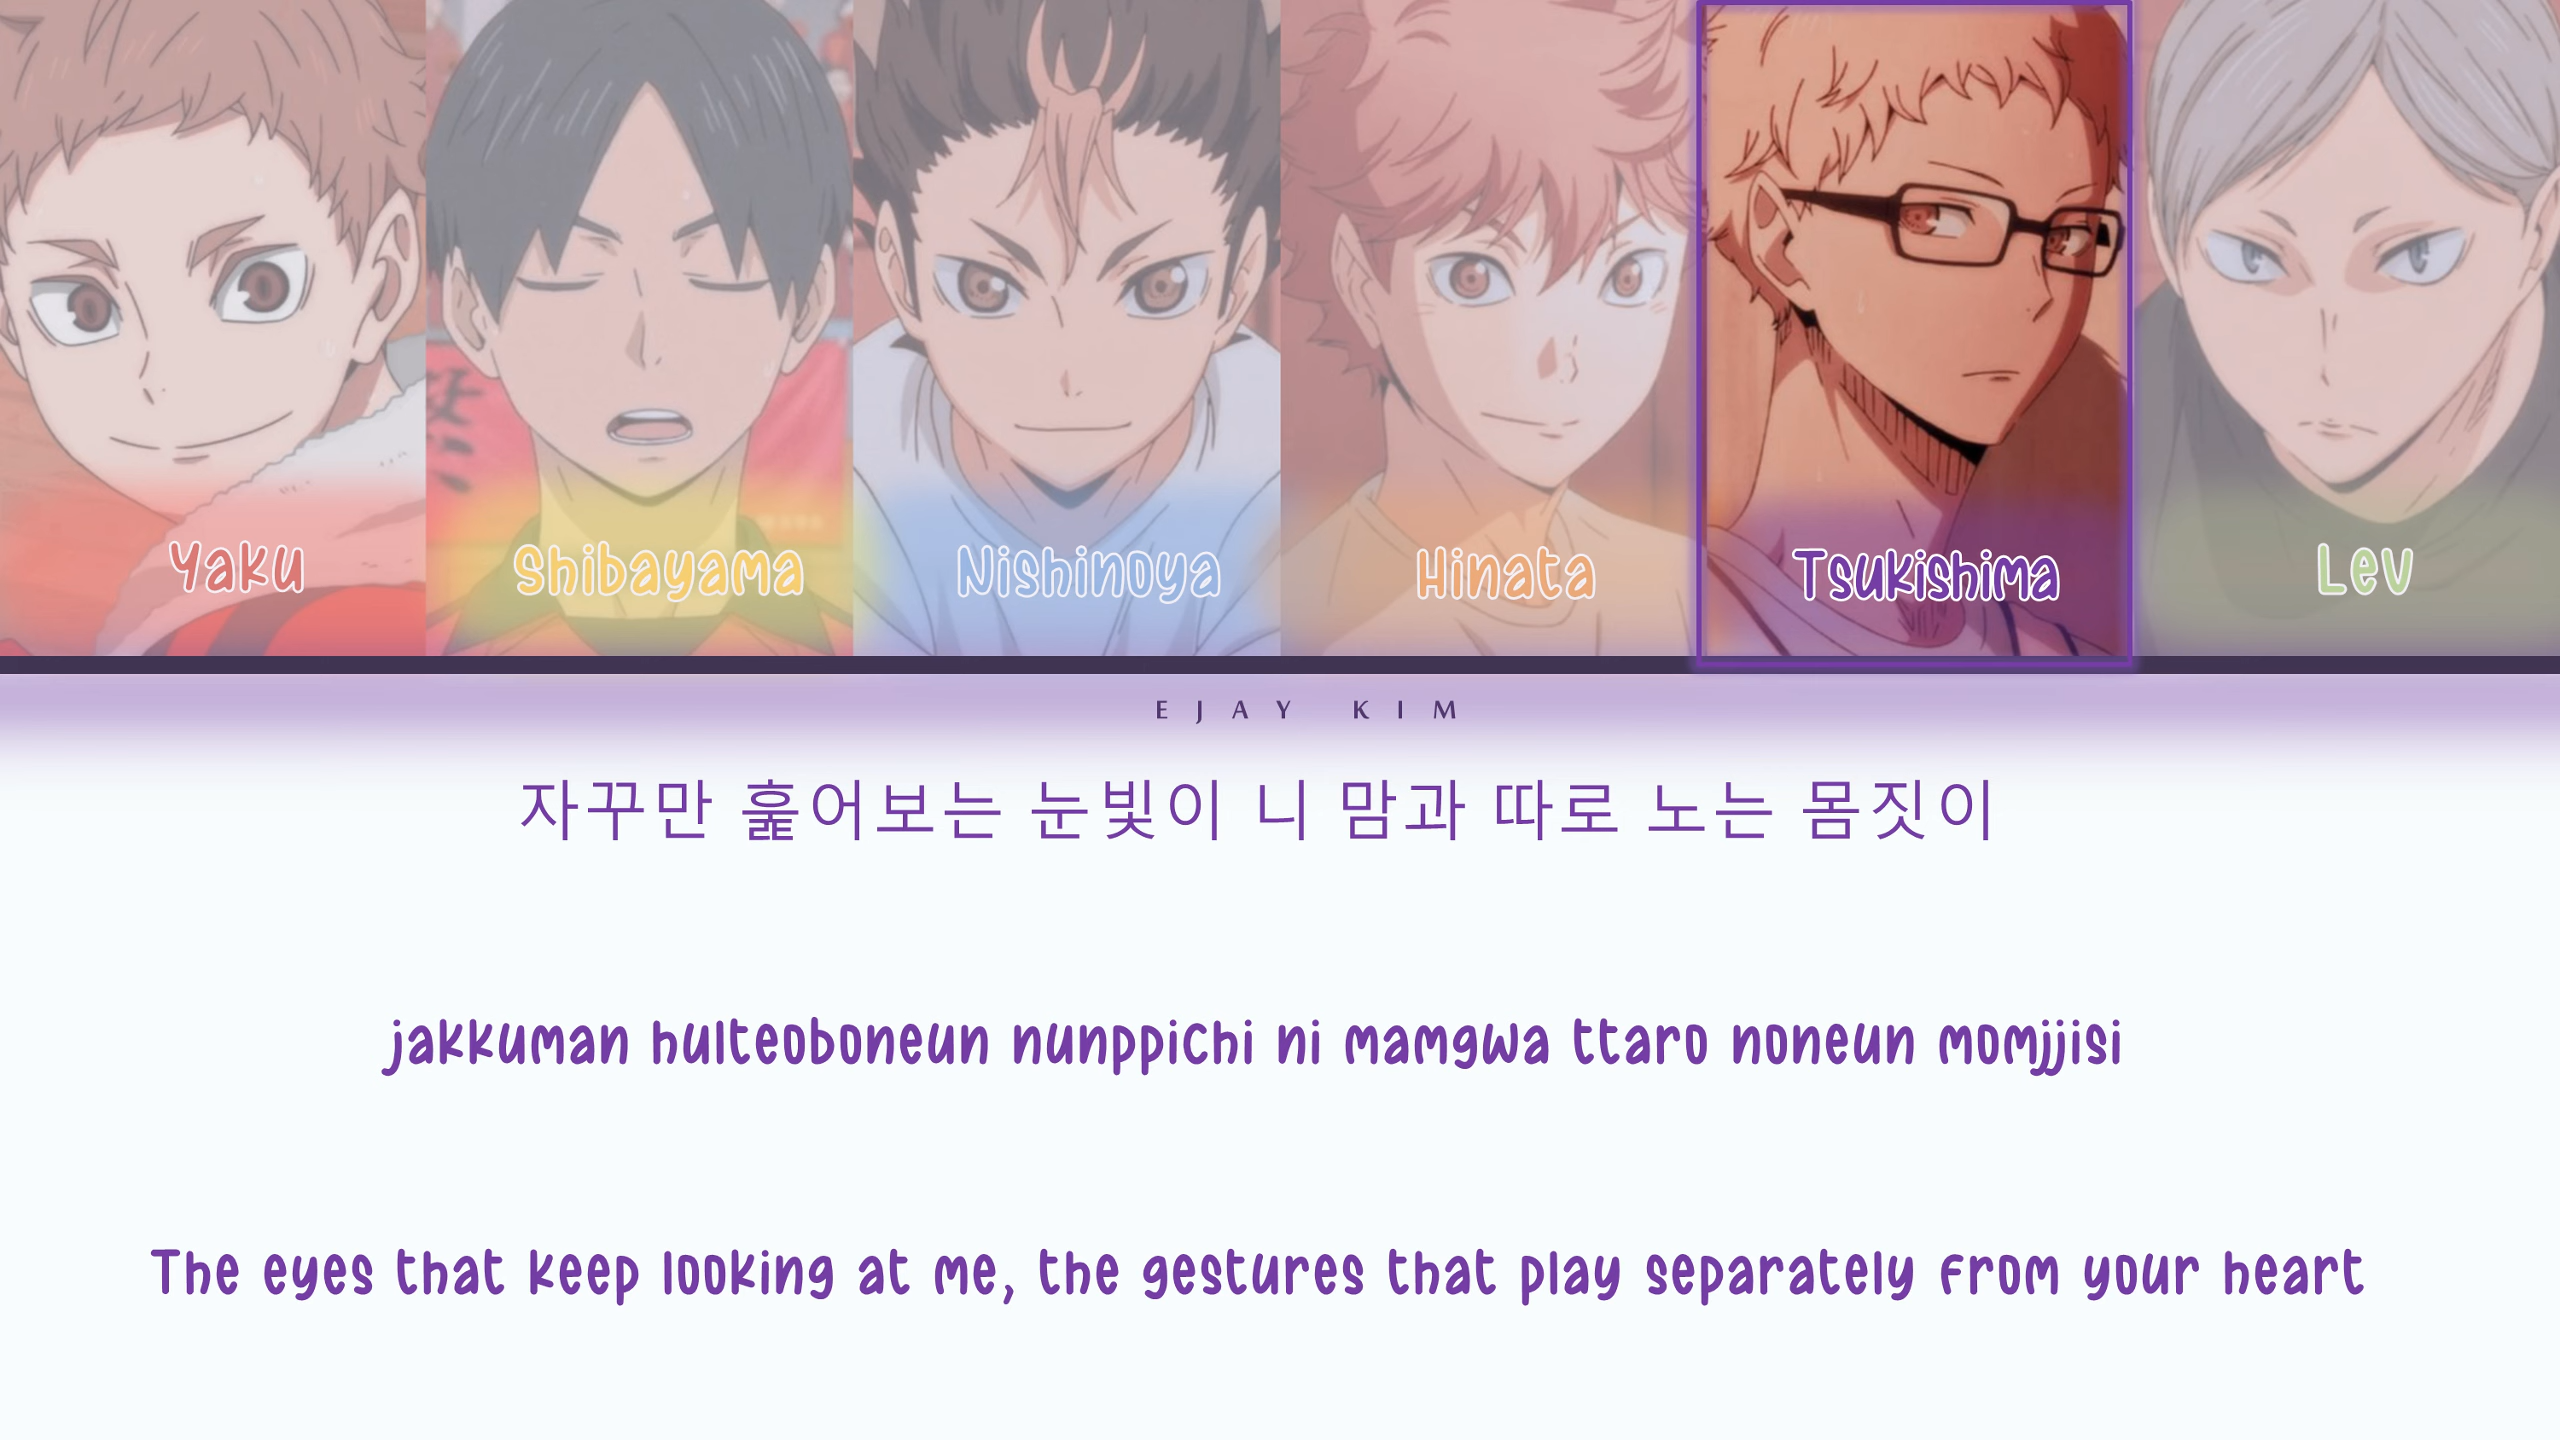 Yaku
Shibayama
Nishinoya
Hinata
Tsukishima
Lev
EJAY KIM
자꾸만 훑어보는 눈빛이 니 맘과 따로 노는 몸짓이
jakkuman hulteoboneun nunppichi ni mamgwa ttaro noneun momjjisi
The eyes that keep looking at me, the gestures that play separately from your heart